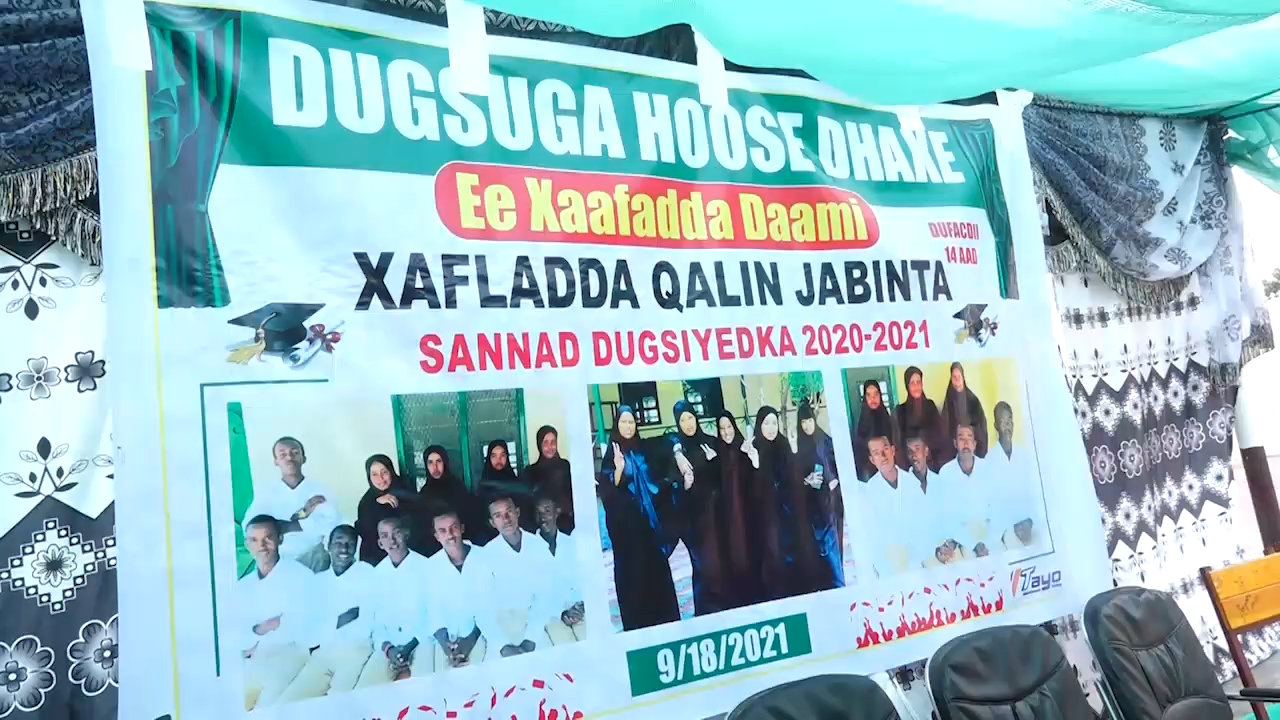 DUGSUGA HOOSE DHAXE
Ee Xaafadda Daami
DUFACDII
14 AAD
XAFLADDA QALIN JABINTA
SANNAD DUGSIYEDKA 2020-2021
Tayo
9/18/2021